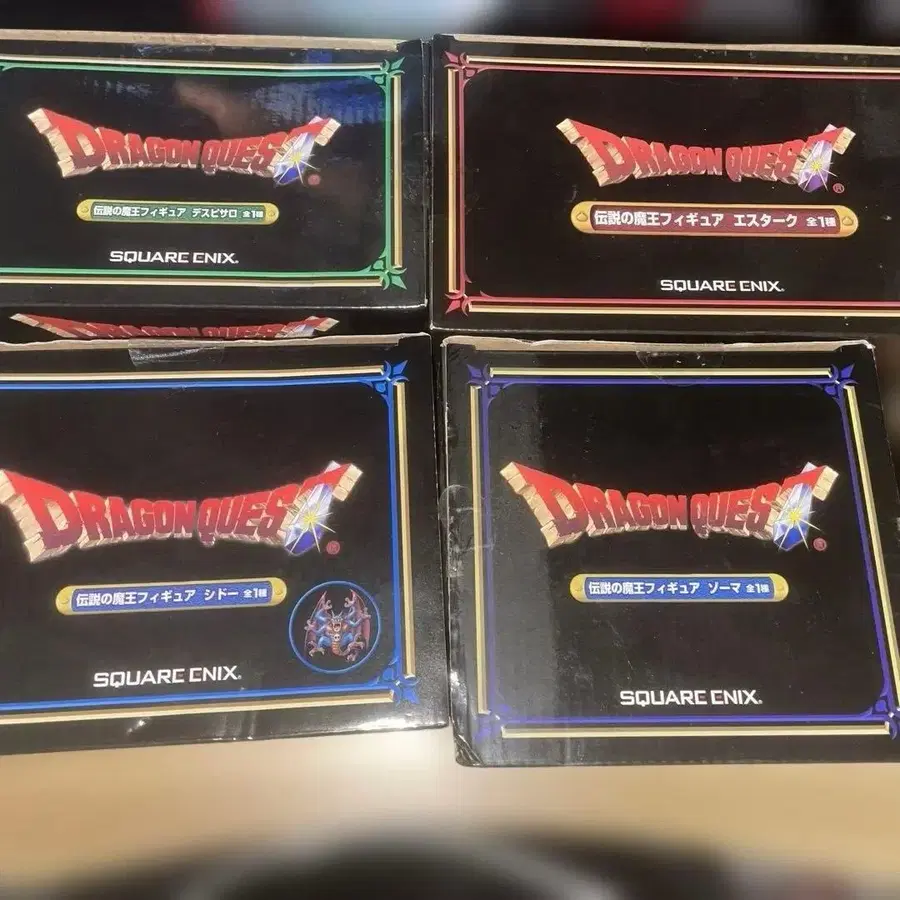 DRAGON QUEST
伝説の魔王フィギュア デスピサロ 全1種
SQUARE ENIX.
DRAGON QUEST
伝説の魔王フィギュア エスターク 全1種
SQUARE ENIX.
DRAGON QUEST
DRAGON QUEST
伝説の魔王フィギュア シドー 全1種
SQUARE ENIX.
DRAGON QUEST
伝説の魔王フィギュア ゾーマ 全1種
SQUARE ENIX.